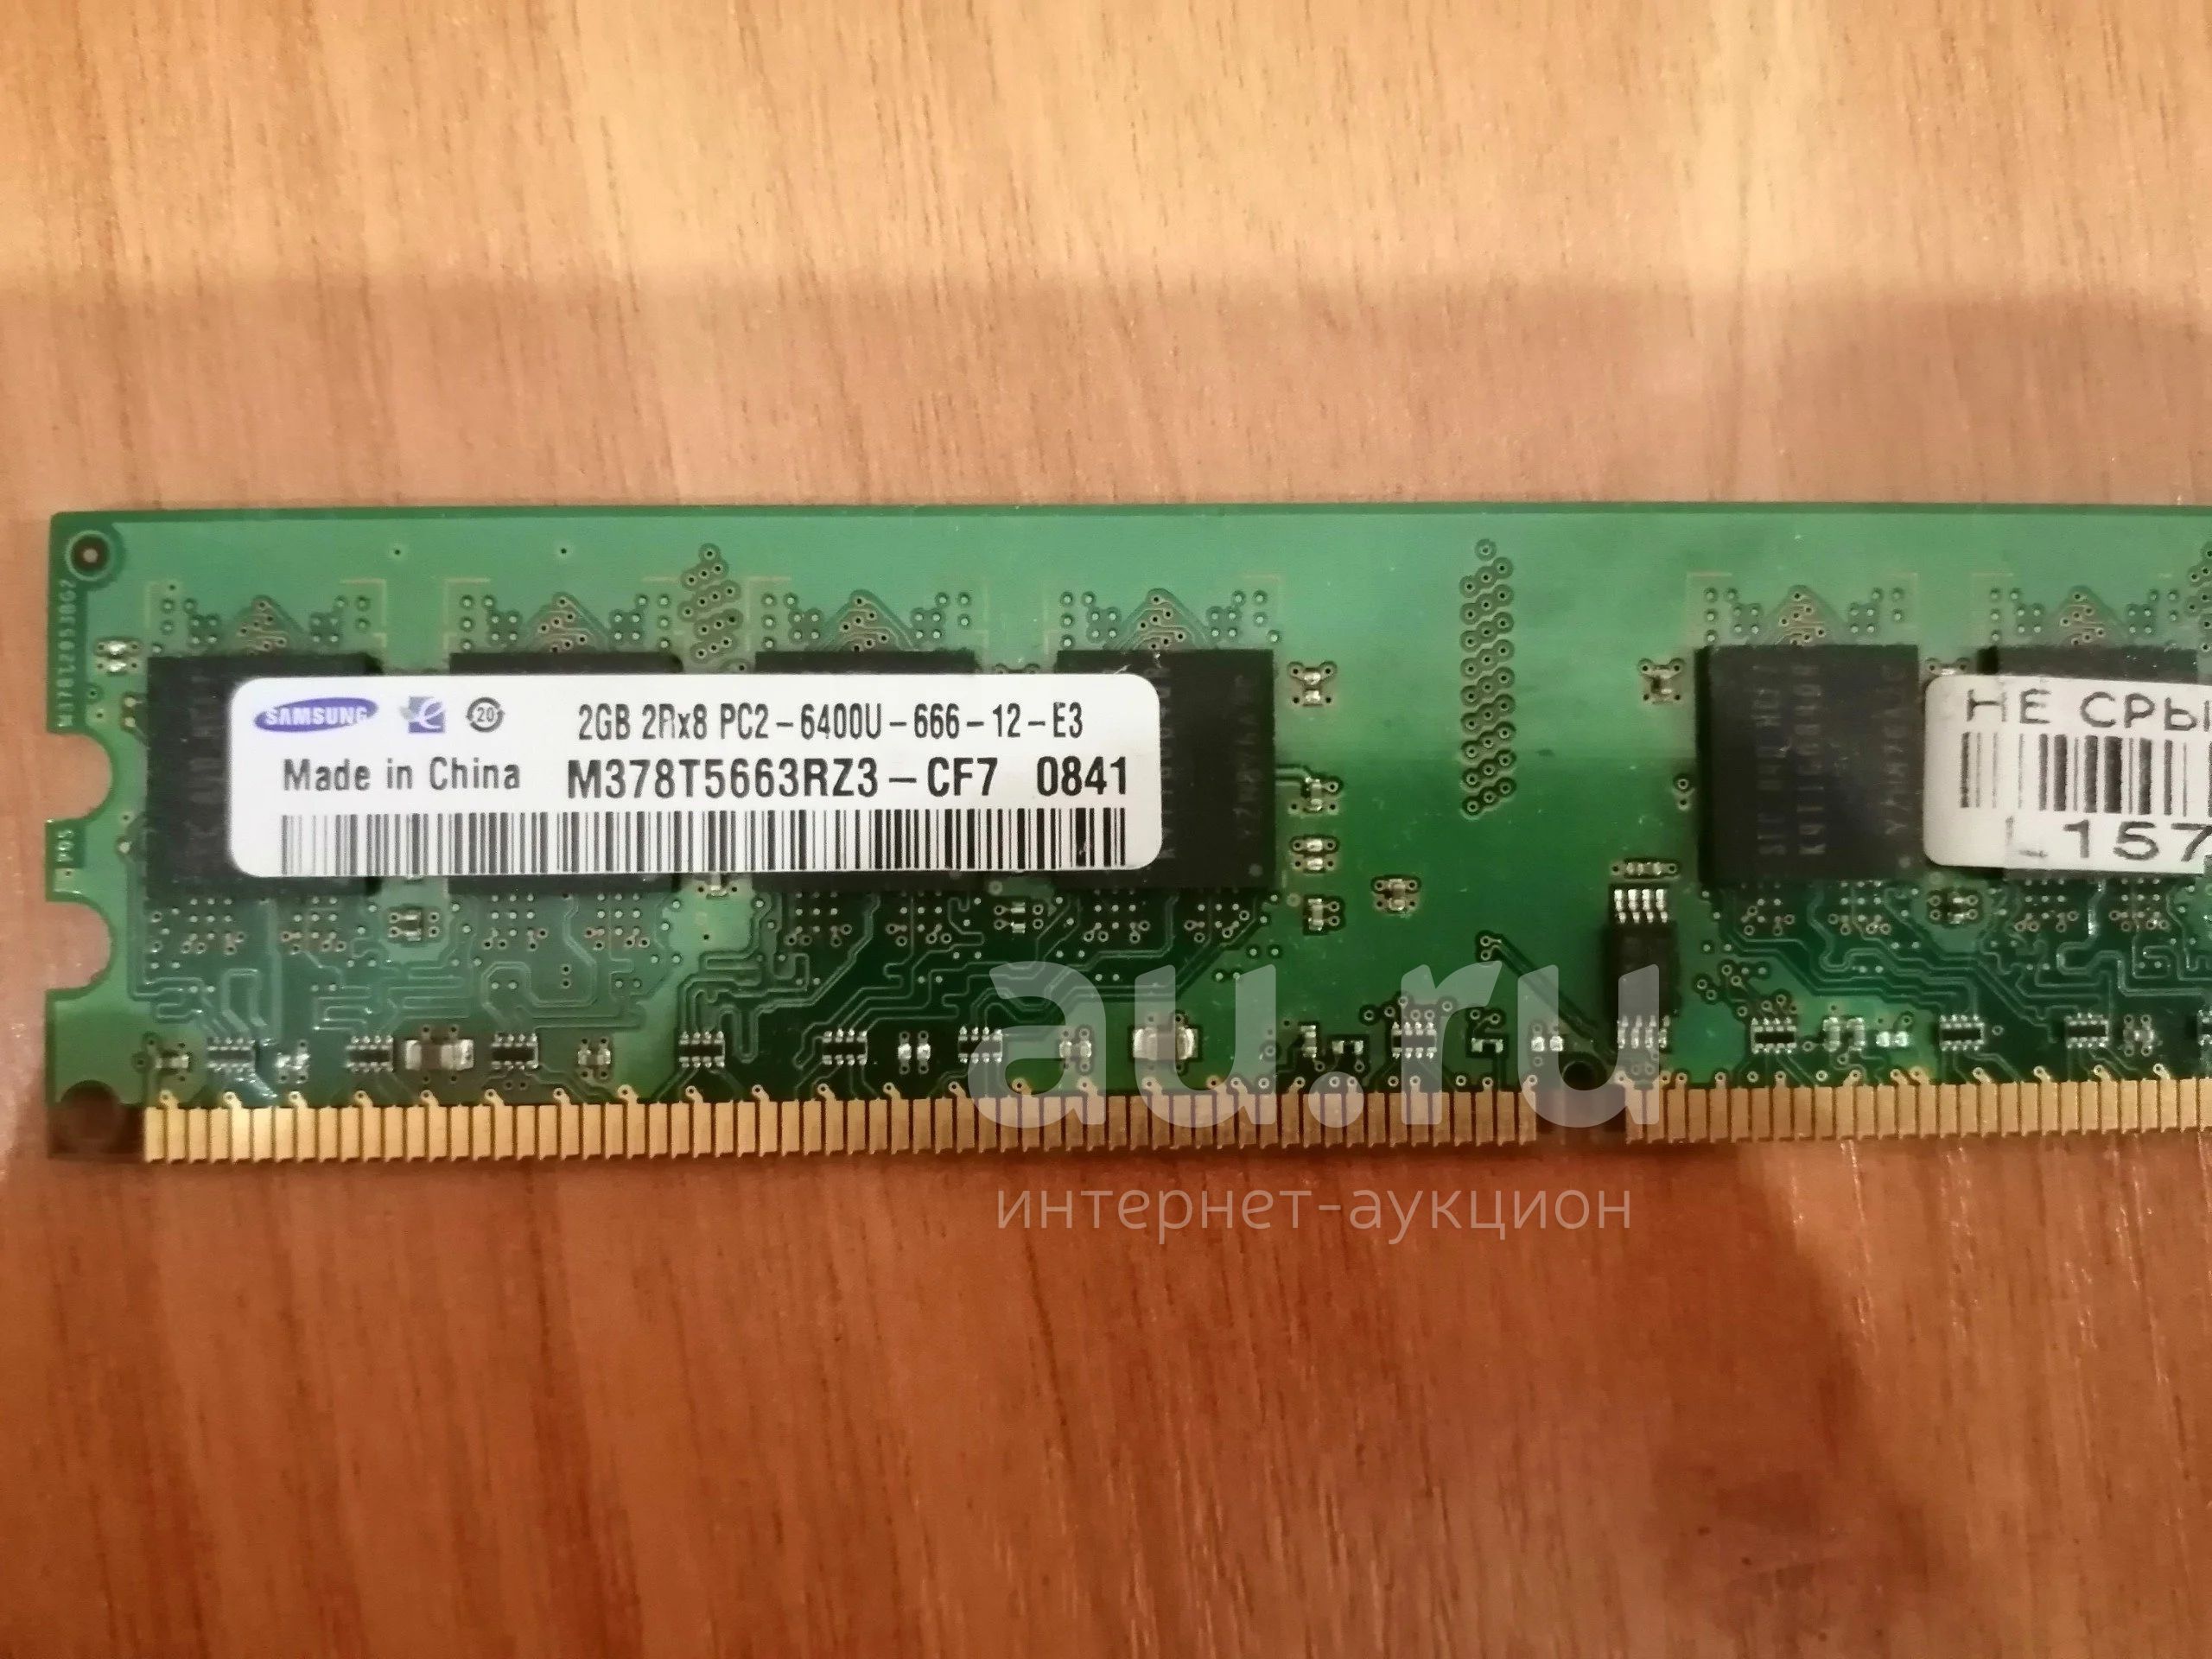 SAMSUNG e 20 2GB 2Rx8 PC2-6400U-666-12-E3
Made in China M378T5663RZ3-CF7 0841
НЕ СРЫ
L157
au.ru
интернет-аукцион